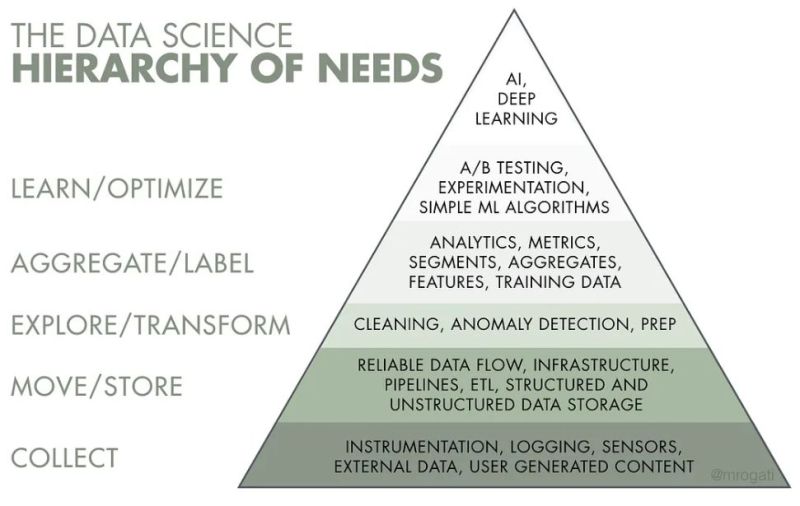 THE DATA SCIENCE
HIERARCHY OF NEEDS
AI,
DEEP
LEARNING
LEARN/OPTIMIZE
A/B TESTING,
EXPERIMENTATION,
SIMPLE ML ALGORITHMS
AGGREGATE/LABEL
ANALYTICS, METRICS,
SEGMENTS, AGGREGATES,
FEATURES, TRAINING DATA
EXPLORE/TRANSFORM
CLEANING, ANOMALY DETECTION, PREP
MOVE/STORE
RELIABLE DATA FLOW, INFRASTRUCTURE,
PIPELINES, ETL, STRUCTURED AND
UNSTRUCTURED DATA STORAGE
COLLECT
INSTRUMENTATION, LOGGING, SENSORS,
EXTERNAL DATA, USER GENERATED CONTENT
@mrogati